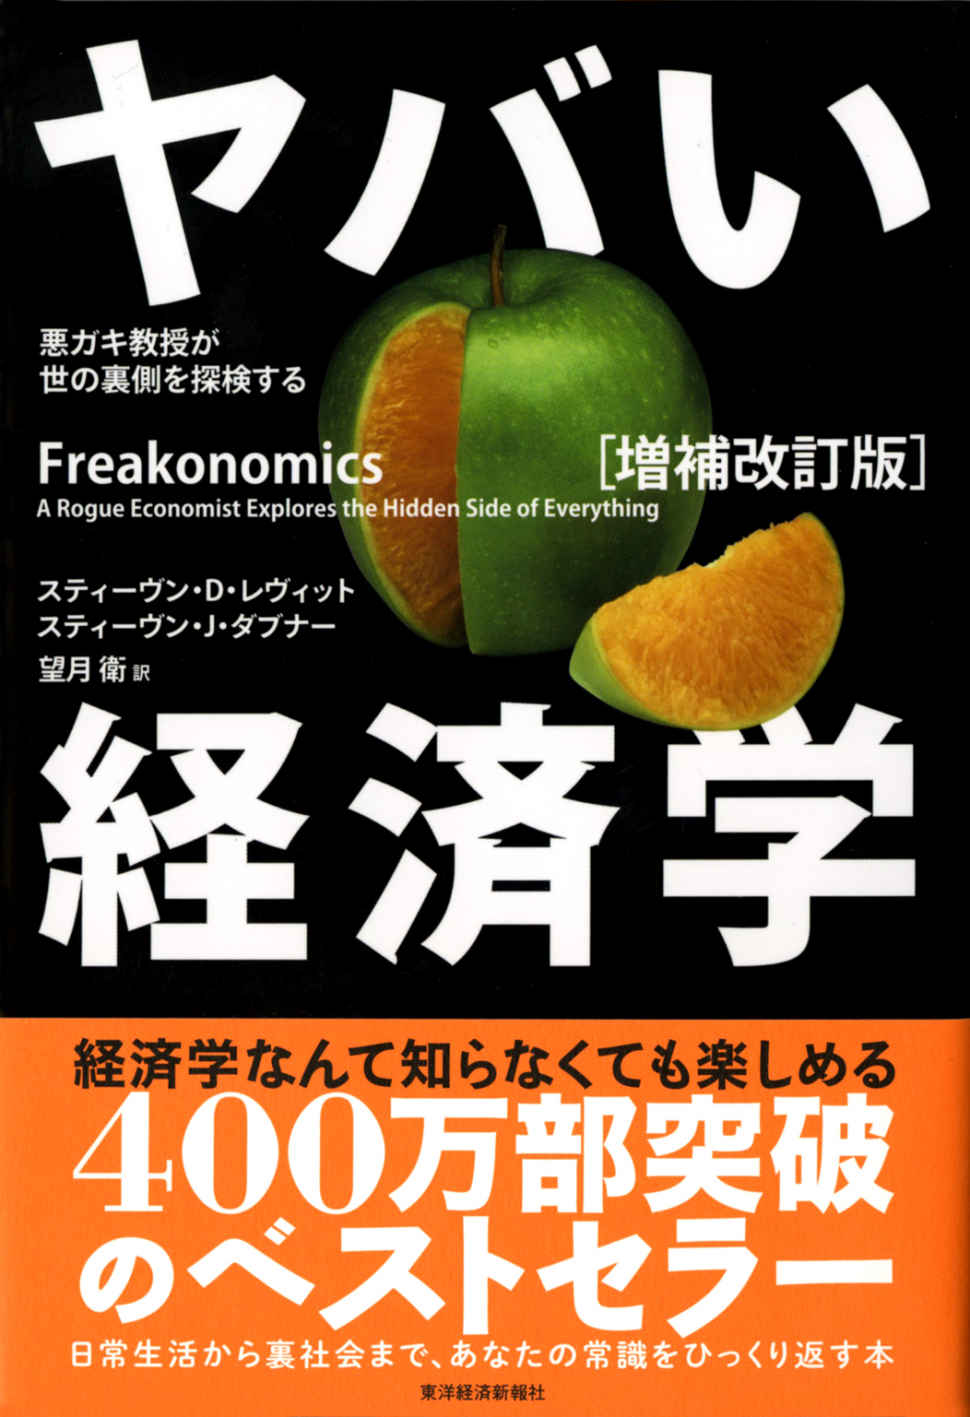 ヤバい
悪ガキ教授が
世の裏側を探検する
Freakonomics
[増補改訂版]
A Rogue Economist Explores the Hidden Side of Everything
スティーヴン・D・レヴィット
スティーヴン・J・ダブナー
望月 衛 訳
経済学
経済学なんて知らなくても楽しめる
400万部突破
のベストセラー
日常生活から裏社会まで、あなたの常識をひっくり返す本
東洋経済新報社